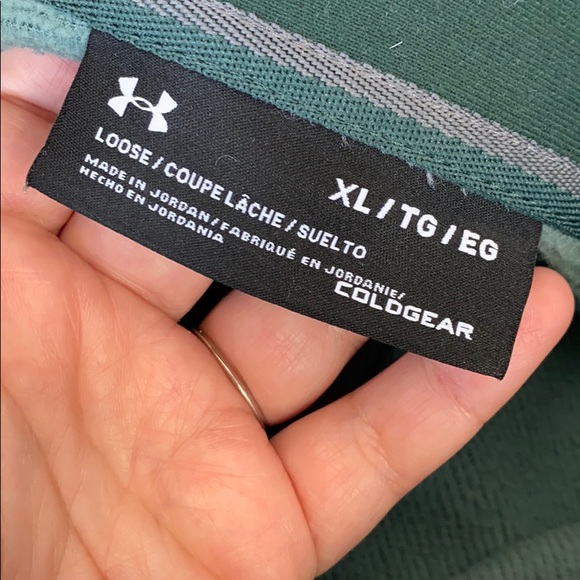 XL / TG / EG
LOOSE / COUPE LÂCHE / SUELTO
MADE IN JORDAN / FABRIQUÉ EN JORDANIE /
HECHO EN JORDANIA
COLDGEAR